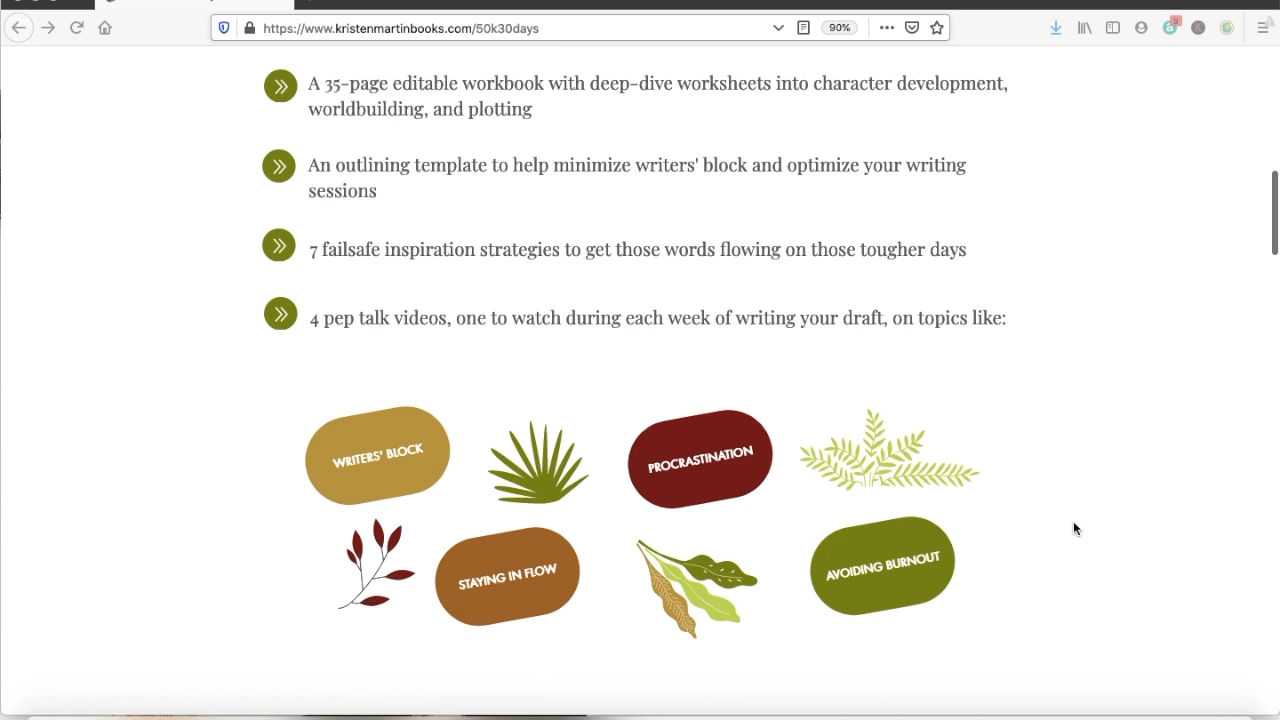 https://www.kristenmartinbooks.com/50k30days
90%
9
A 35-page editable workbook with deep-dive worksheets into character development,
worldbuilding, and plotting
An outlining template to help minimize writers' block and optimize your writing
sessions
7 failsafe inspiration strategies to get those words flowing on those tougher days
4 pep talk videos, one to watch during each week of writing your draft, on topics like:
WRITERS' BLOCK
PROCRASTINATION
STAYING IN FLOW
AVOIDING BURNOUT